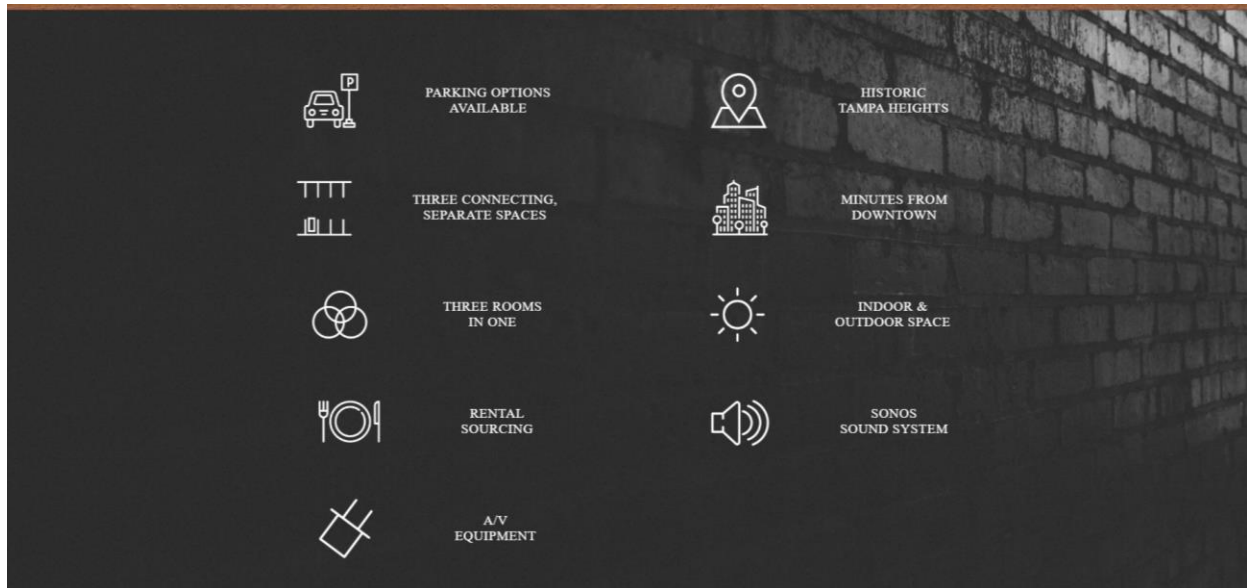 P
PARKING OPTIONS
AVAILABLE
HISTORIC
TAMPA HEIGHTS
THREE CONNECTING,
SEPARATE SPACES
MINUTES FROM
DOWNTOWN
THREE ROOMS
IN ONE
INDOOR &
OUTDOOR SPACE
RENTAL
SOURCING
SONOS
SOUND SYSTEM
A/V
EQUIPMENT